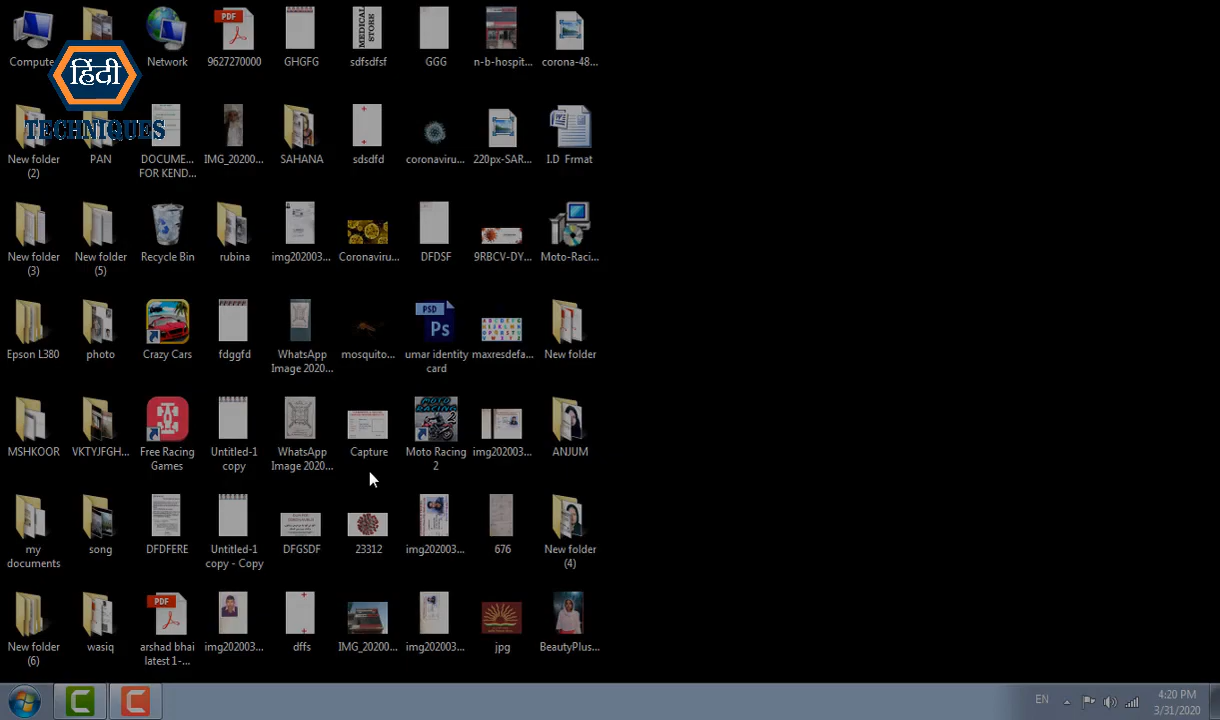 Compute
Network
9627270000
GHGFG
sdfsdfsf
GGG
n-b-hospit...
corona-48...
हिंदी
TECHNIQUES
PDF
MEDICAL
STORE
New folder
(2)
PAN
DOCUME...
FOR KEND...
IMG_20200...
SAHANA
sdsdfd
coronaviru...
220px-SAR...
I.D Frmat
New folder
(3)
New folder
(5)
Recycle Bin
rubina
img202003...
Coronaviru...
DFDSF
9RBCV-DY...
Moto-Raci...
Epson L380
photo
Crazy Cars
fdggfd
WhatsApp
Image 2020...
mosquito...
PSD
Ps
umar identity
card
maxresdefa...
New folder
MSHKOOR
VKTYJFGH...
Free Racing
Games
Untitled-1
copy
WhatsApp
Image 2020...
Capture
MOTO
RACING
2
Moto Racing
2
img202003...
ANJUM
my
documents
song
DFDFERE
Untitled-1
copy - Copy
DFGSDF
23312
img202003...
676
New folder
(4)
New folder
(6)
wasiq
PDF
arshad bhai
latest 1-...
img202003...
dffs
IMG_20200...
img202003...
jpg
BeautyPlus...
EN
4:20 PM
3/31/2020